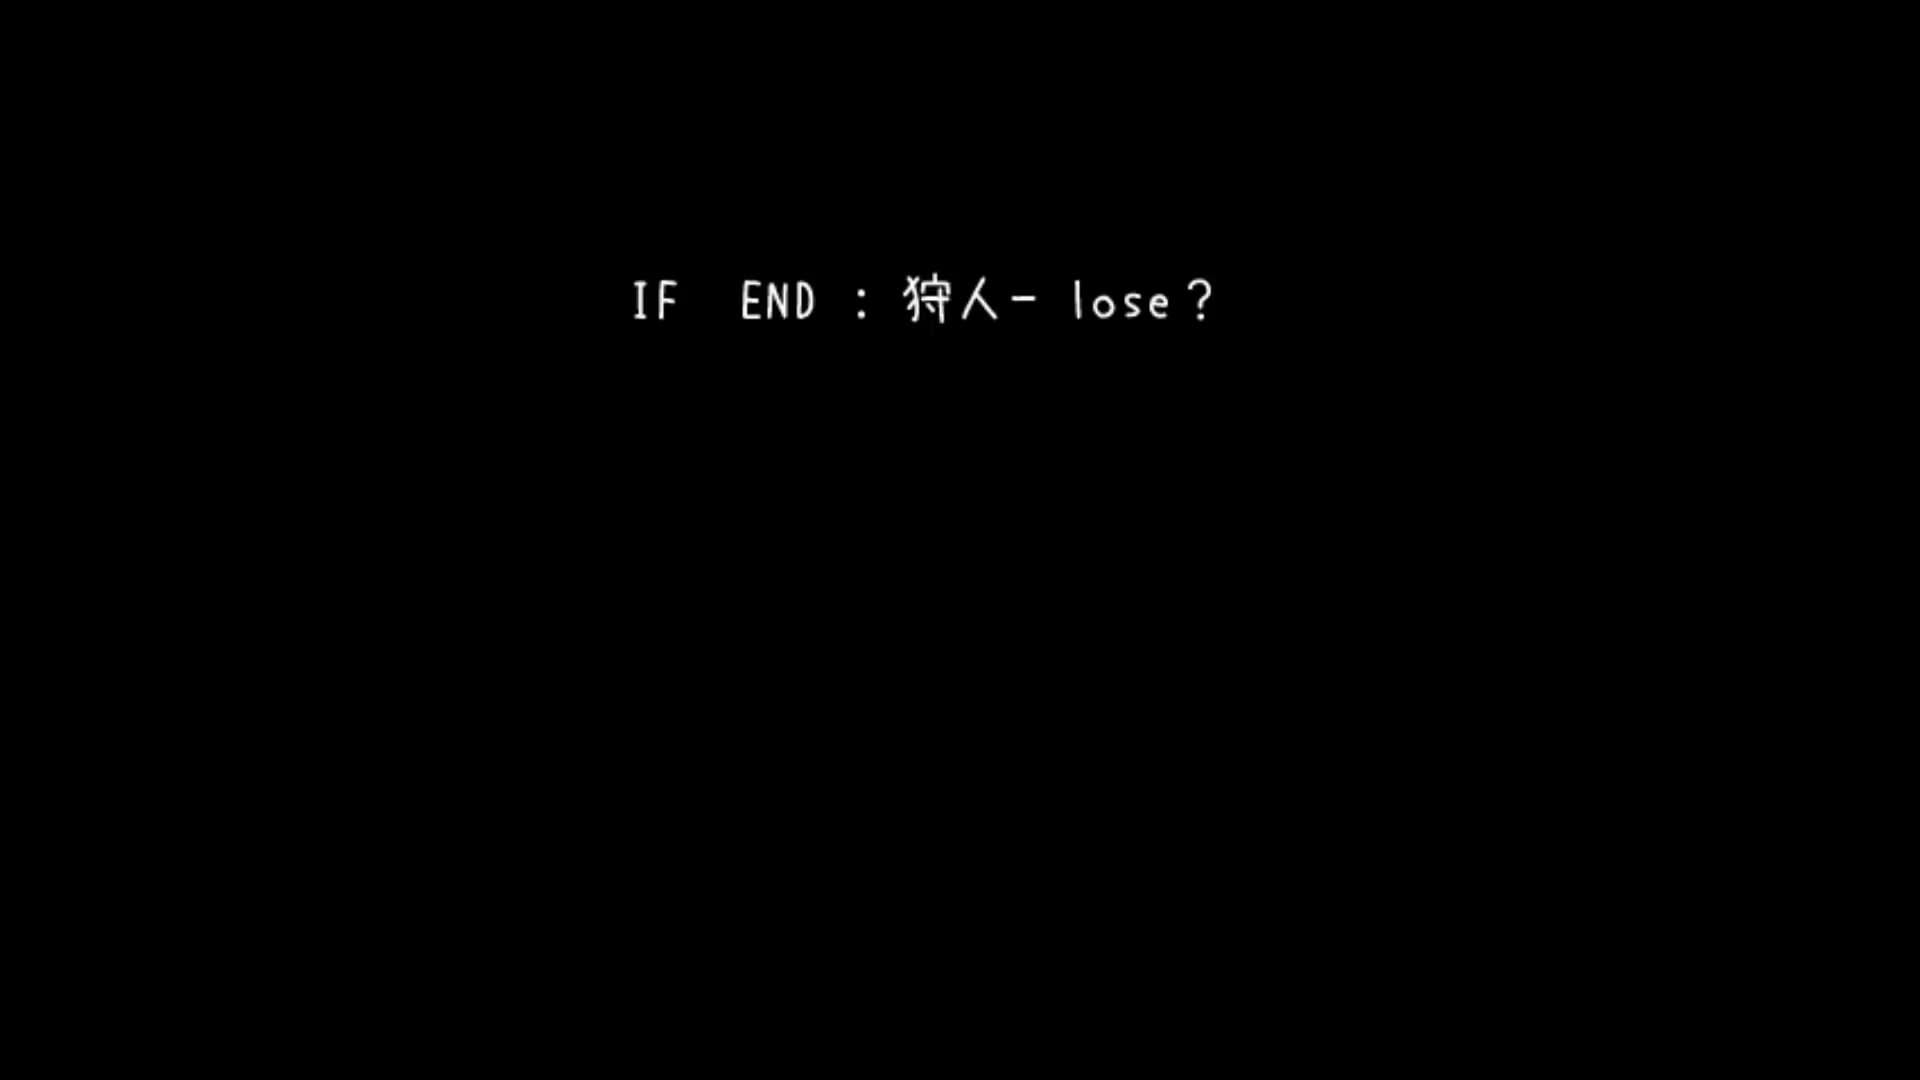 IF　END : 狩人- lose？